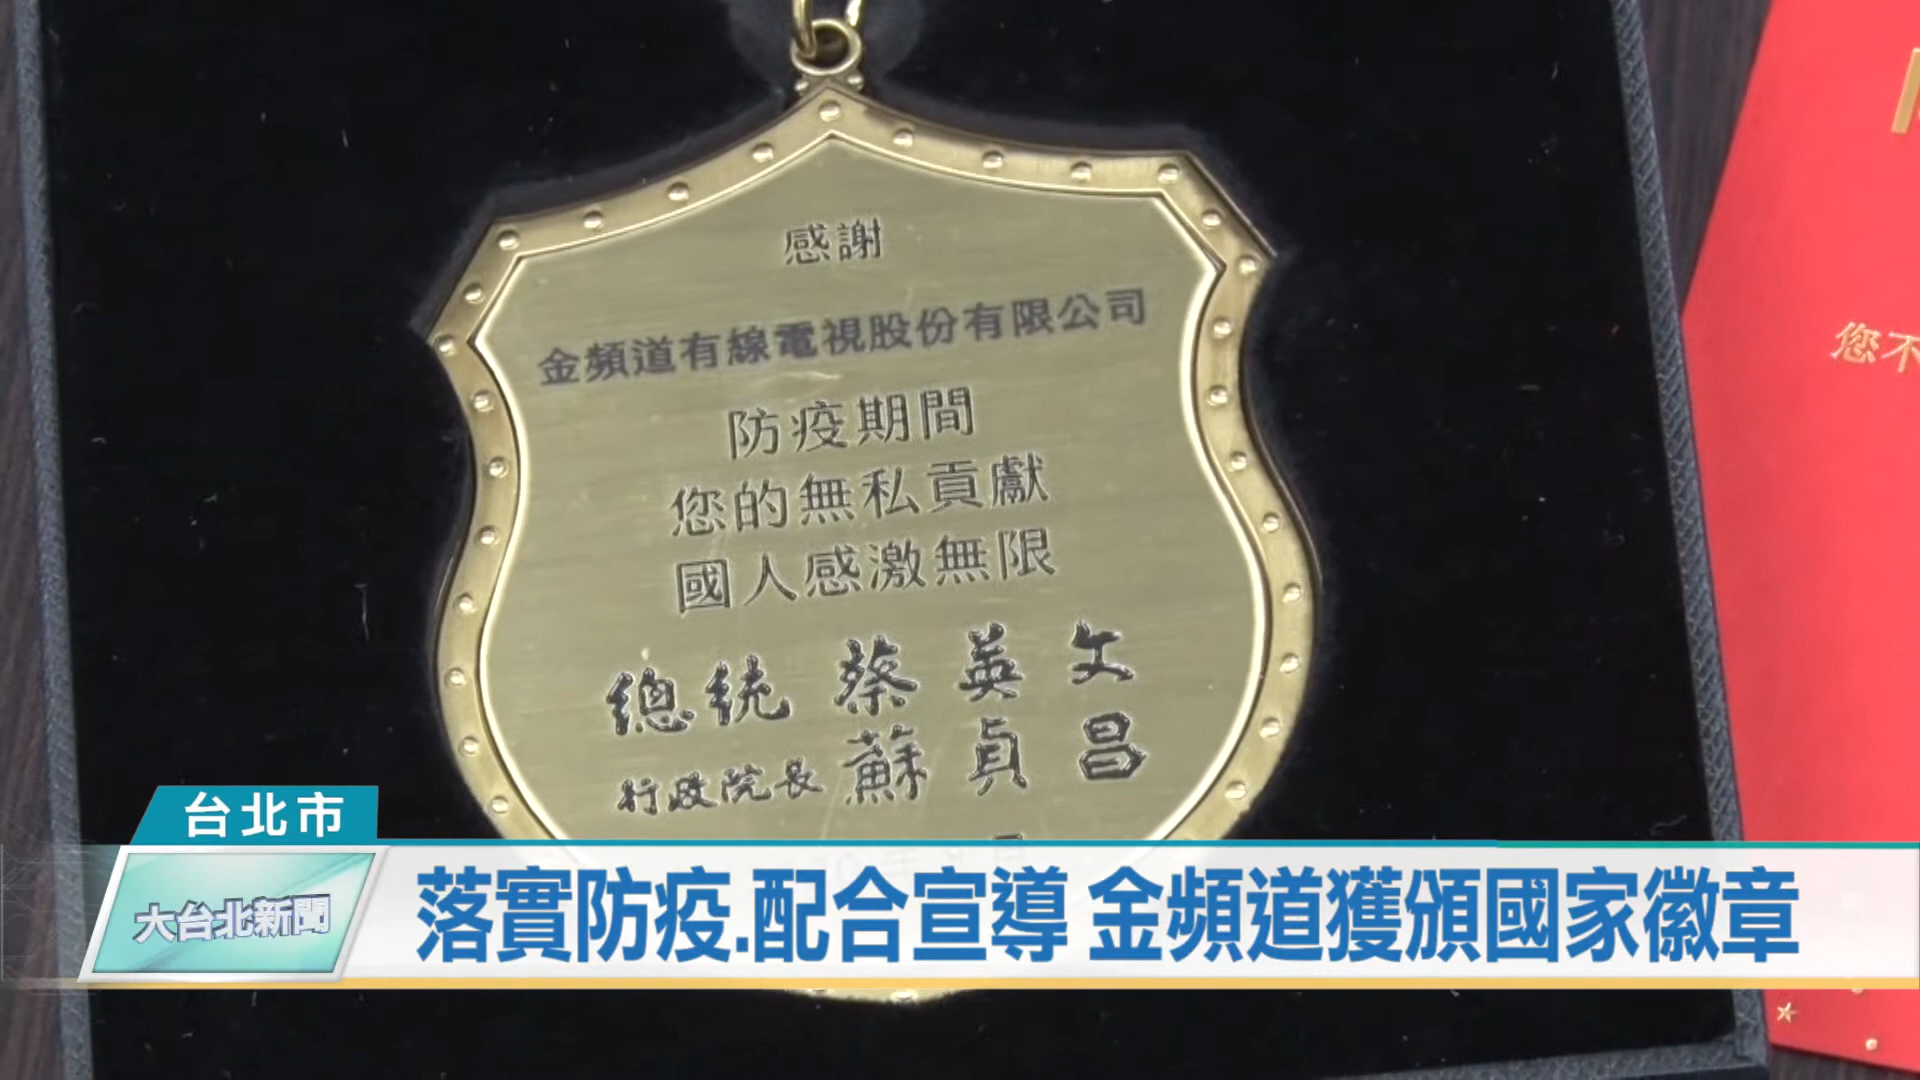 感謝
金頻道有線電視股份有限公司
防疫期間
您的無私貢獻
國人感激無限
總統 蔡英文
行政院長 蘇貞昌
您不
台北市
大台北新聞
落實防疫.配合宣導 金頻道獲頒國家徽章